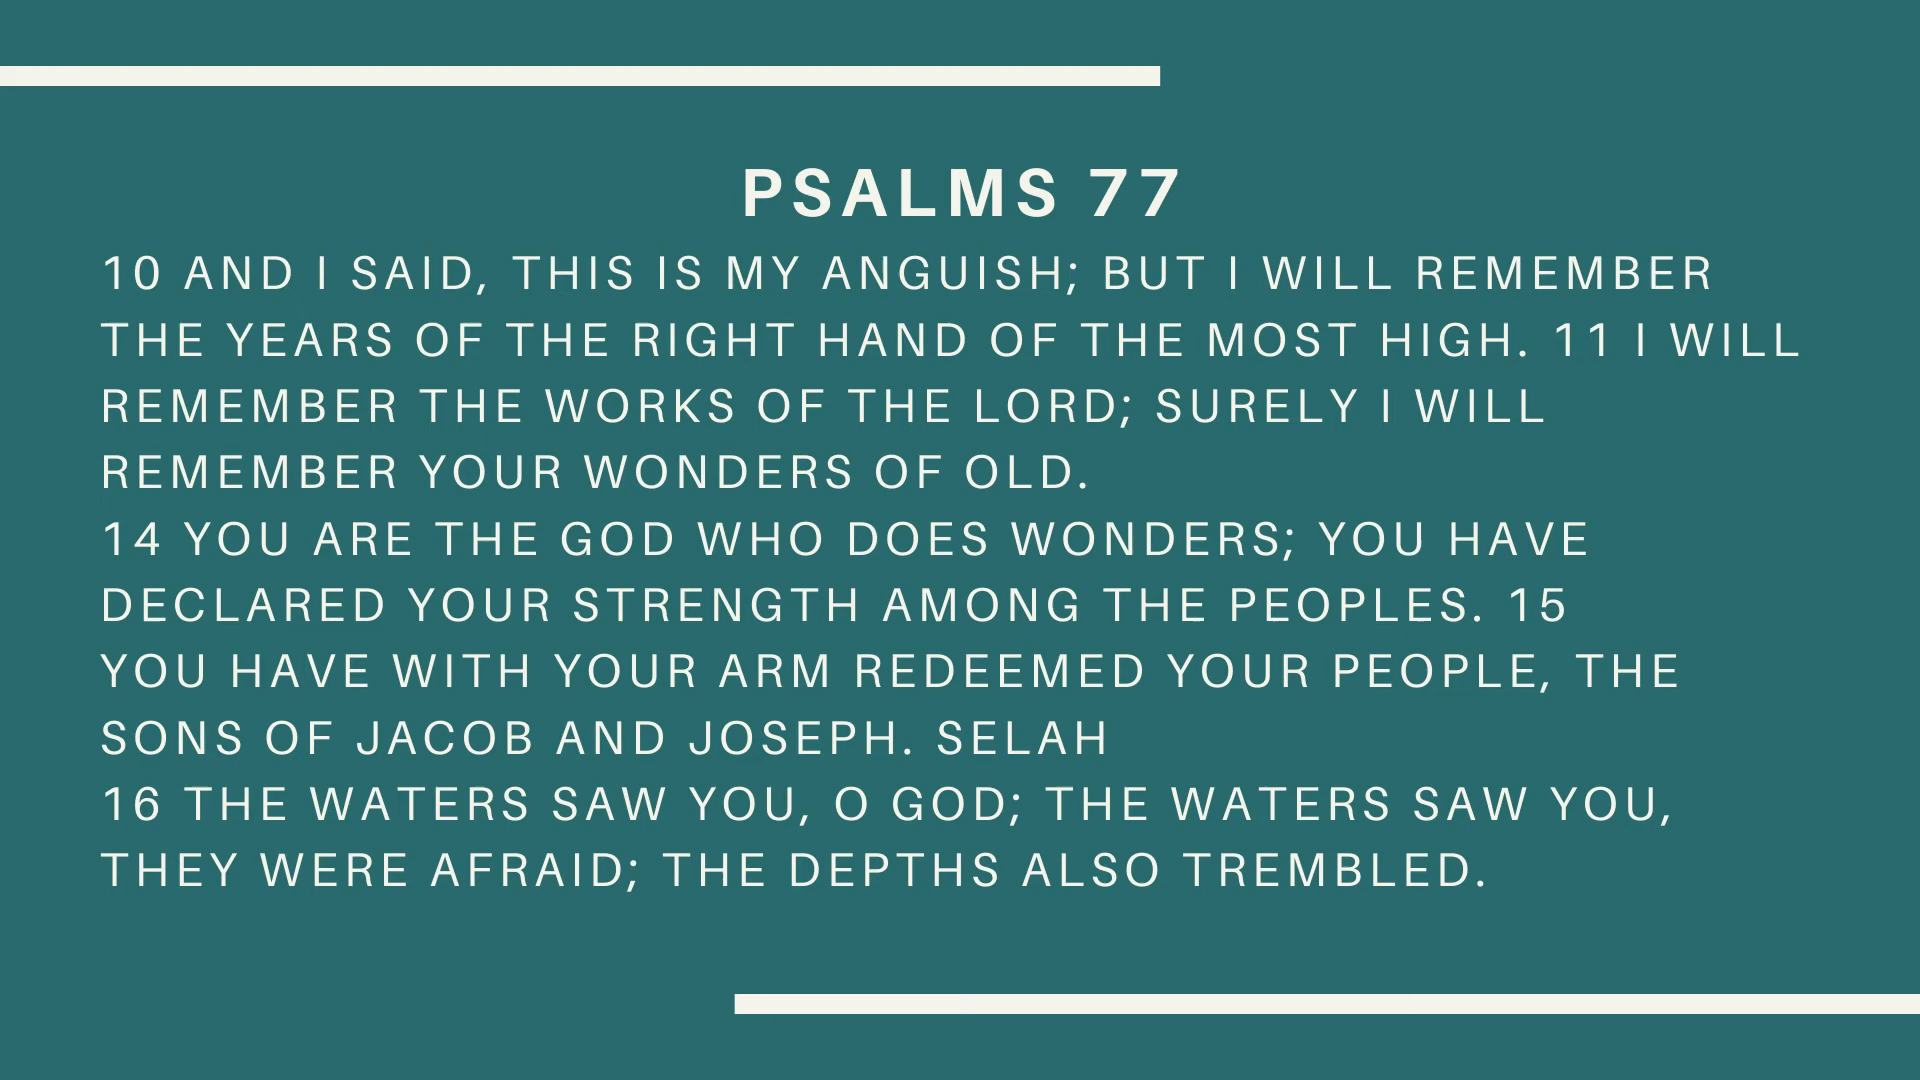 PSALMS 77
10 AND I SAID, THIS IS MY ANGUISH; BUT I WILL REMEMBER
THE YEARS OF THE RIGHT HAND OF THE MOST HIGH. 11 I WILL
REMEMBER THE WORKS OF THE LORD; SURELY I WILL
REMEMBER YOUR WONDERS OF OLD.
14 YOU ARE THE GOD WHO DOES WONDERS; YOU HAVE
DECLARED YOUR STRENGTH AMONG THE PEOPLES. 15
YOU HAVE WITH YOUR ARM REDEEMED YOUR PEOPLE, THE
SONS OF JACOB AND JOSEPH. SELAH
16 THE WATERS SAW YOU, O GOD; THE WATERS SAW YOU,
THEY WERE AFRAID; THE DEPTHS ALSO TREMBLED.